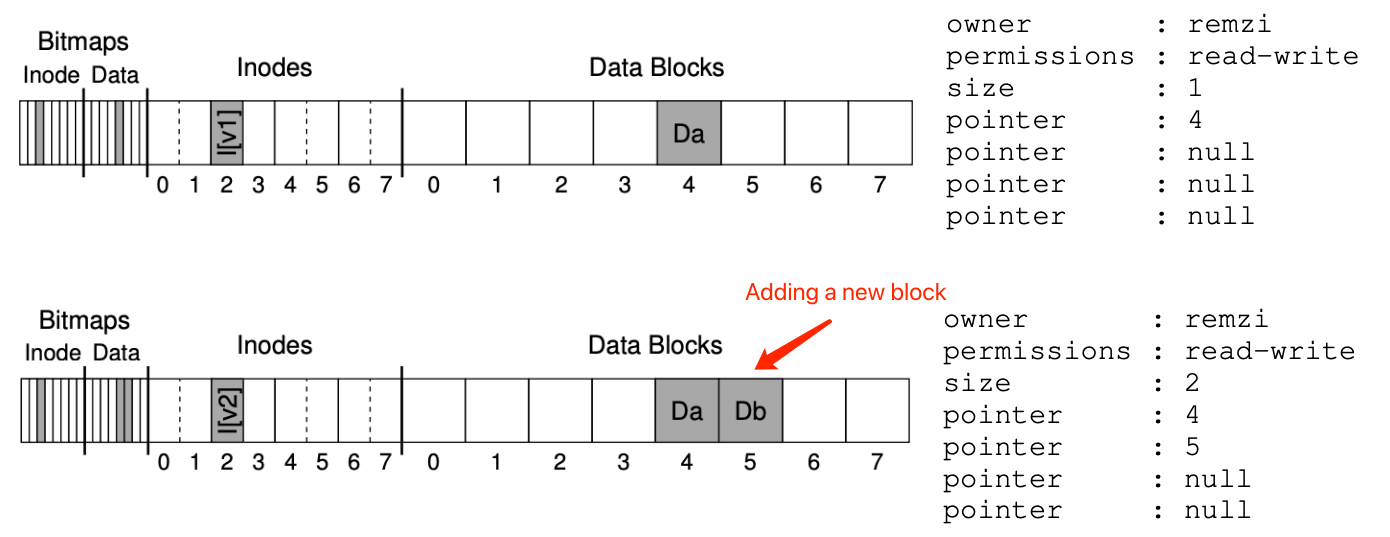 Bitmaps
Inode Data
Inodes
Data Blocks
I[v1]
Da
0 1 2 3 4 5 6 7
0 1 2 3 4 5 6 7
owner : remzi
permissions : read-write
size : 1
pointer : 4
pointer : null
pointer : null
pointer : null
Adding a new block
Bitmaps
Inode Data
Inodes
Data Blocks
I[v2]
Da Db
0 1 2 3 4 5 6 7
0 1 2 3 4 5 6 7
owner : remzi
permissions : read-write
size : 2
pointer : 4
pointer : 5
pointer : null
pointer : null